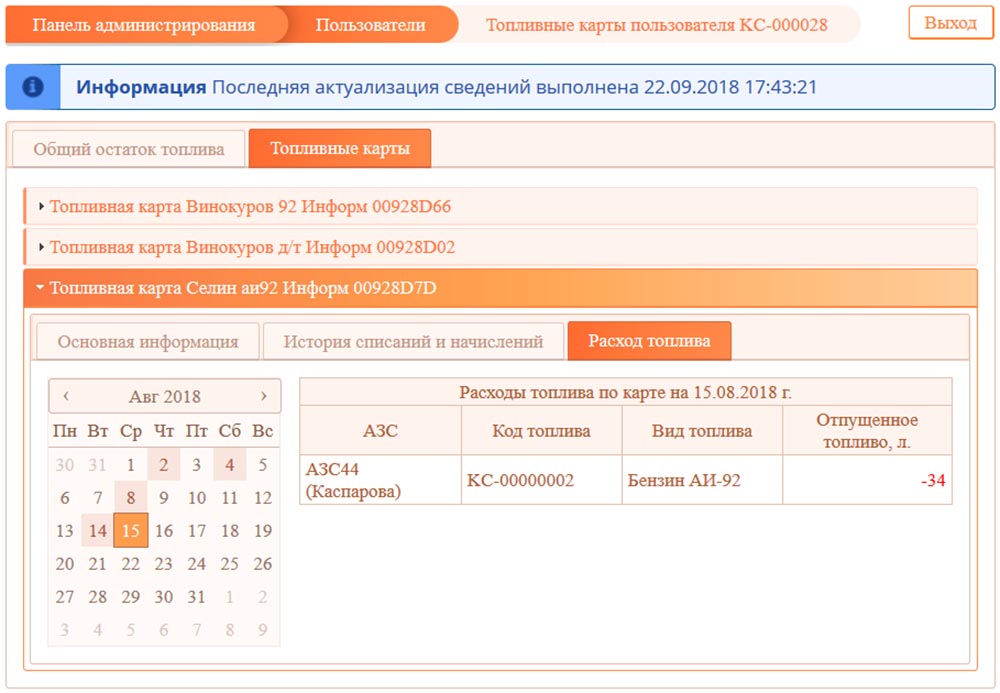 Панель администрирования Пользователи Топливные карты пользователя КС-000028 Выход
Информация Последняя актуализация сведений выполнена 22.09.2018 17:43:21
Общий остаток топлива Топливные карты
Топливная карта Винокуров 92 Информ 00928D66
Топливная карта Винокуров д/т Информ 00928D02
Топливная карта Селин аи92 Информ 00928D7D
Основная информация История списаний и начислений Расход топлива
‹ Авг 2018 ›
Пн Вт Ср Чт Пт Сб Вс
30 31 1 2 3 4 5
6 7 8 9 10 11 12
13 14 15 16 17 18 19
20 21 22 23 24 25 26
27 28 29 30 31 1 2
3 4 5 6 7 8 9
Расходы топлива по карте на 15.08.2018 г.
АЗС Код топлива Вид топлива Отпущенное
топливо, л.
АЗС44
(Каспарова) КС-00000002 Бензин АИ-92 -34